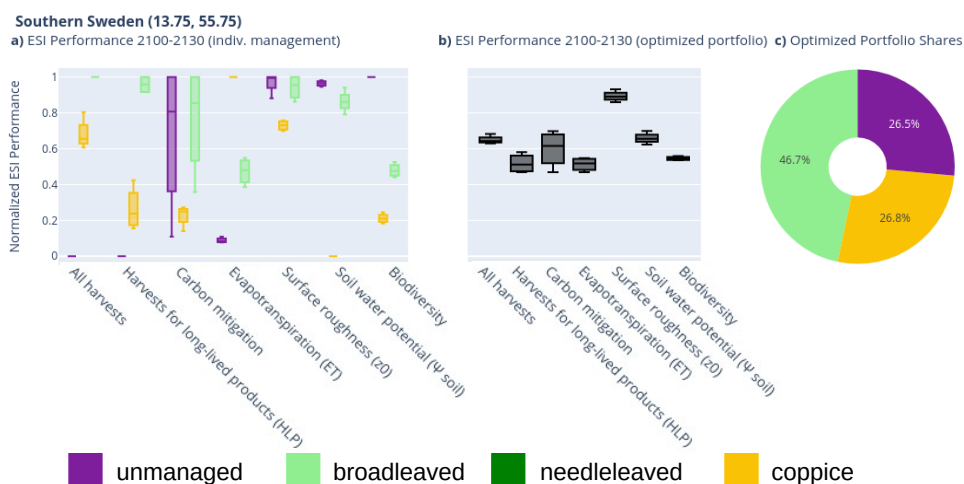 Southern Sweden (13.75, 55.75)
a) ESI Performance 2100-2130 (indiv. management)
b) ESI Performance 2100-2130 (optimized portfolio)
c) Optimized Portfolio Shares
Normalized ESI Performance
1
0.8
0.6
0.4
0.2
0
All harvests
Harvests for long-lived products (HLP)
Carbon mitigation
Evapotranspiration (ET)
Surface roughness (z0)
Soil water potential (Ψ soil)
Biodiversity
All harvests
Harvests for long-lived products (HLP)
Carbon mitigation
Evapotranspiration (ET)
Surface roughness (z0)
Soil water potential (Ψ soil)
Biodiversity
46.7%
26.5%
26.8%
unmanaged
broadleaved
needleleaved
coppice